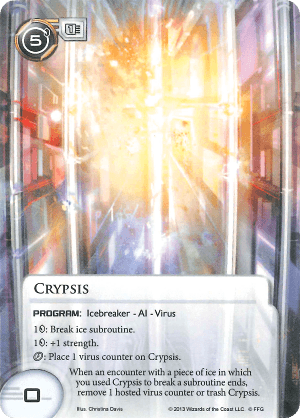 5
CRYPSIS
PROGRAM: Icebreaker - AI - Virus
1: Break ice subroutine.
1: +1 strength.
: Place 1 virus counter on Crypsis.
When an encounter with a piece of ice in which
you used Crypsis to break a subroutine ends,
remove 1 hosted virus counter or trash Crypsis.
Illus. Christina Davis
© 2013 Wizards of the Coast LLC. © FFG